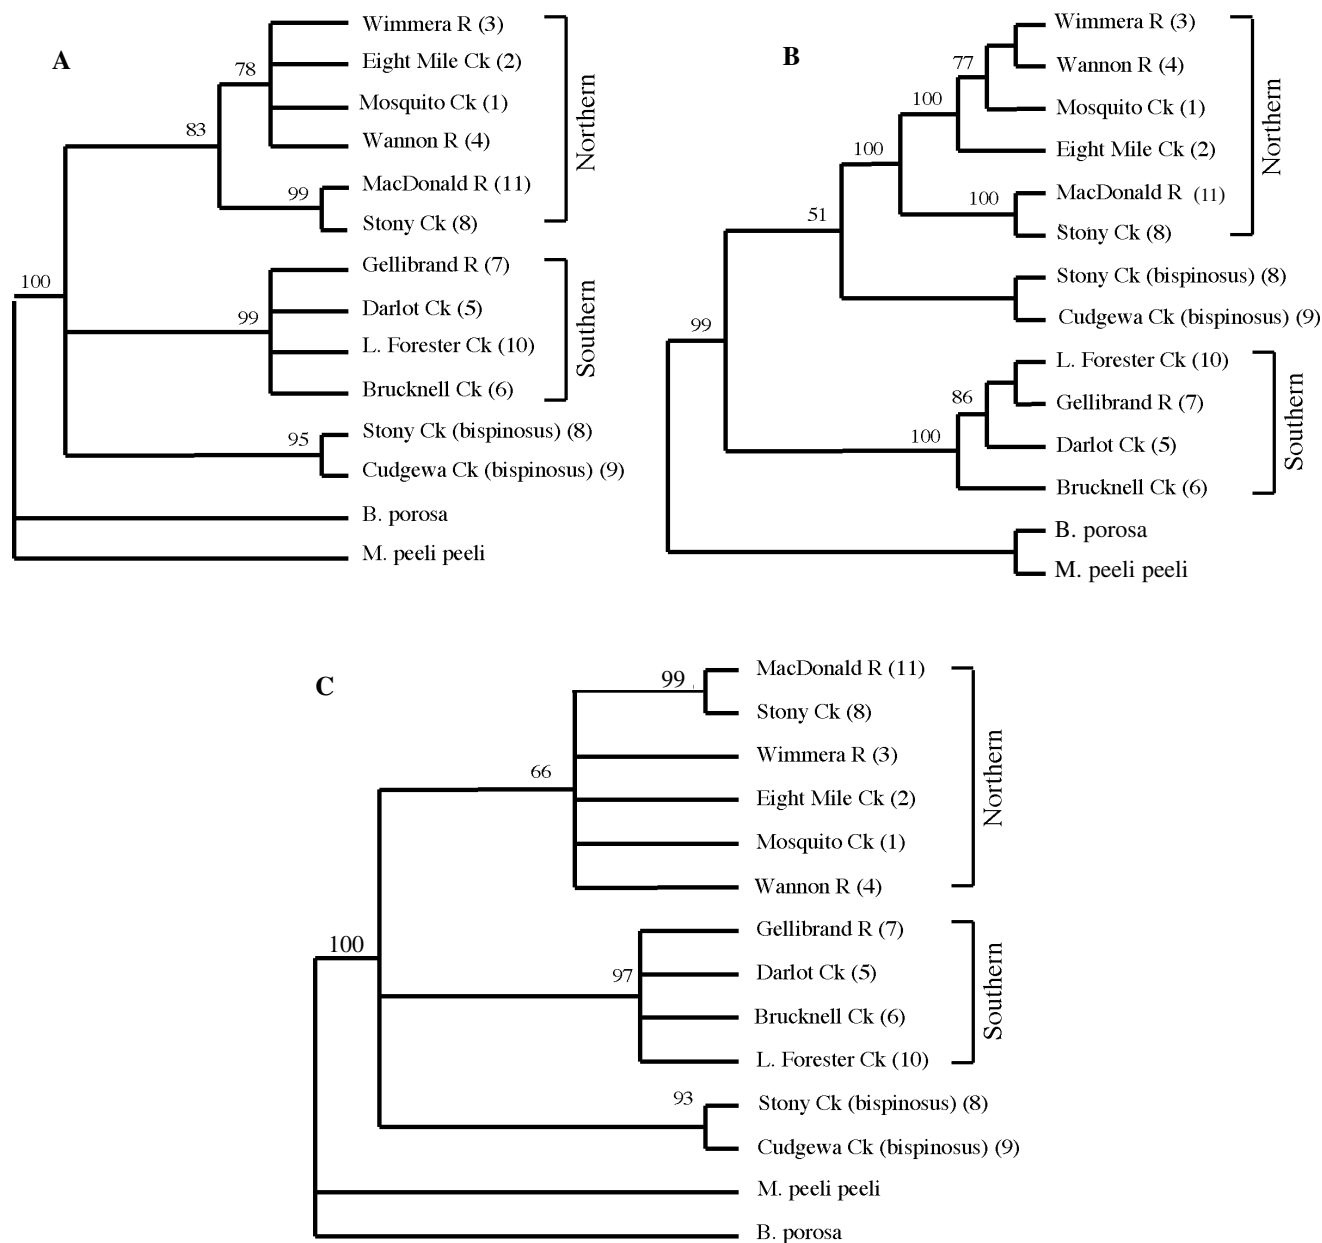 A
Wimmera R (3)
78
Eight Mile Ck (2)
Mosquito Ck (1)
83
Wannon R (4)
Northern
MacDonald R (11)
99
Stony Ck (8)
Gellibrand R (7)
100
Darlot Ck (5)
99
L. Forester Ck (10)
Southern
Brucknell Ck (6)
Stony Ck (bispinosus) (8)
95
Cudgewa Ck (bispinosus) (9)
B. porosa
M. peeli peeli
B
Wimmera R (3)
77
Wannon R (4)
100
Mosquito Ck (1)
100
Eight Mile Ck (2)
Northern
MacDonald R (11)
100
51
Stony Ck (8)
Stony Ck (bispinosus) (8)
Cudgewa Ck (bispinosus) (9)
99
L. Forester Ck (10)
86
Gellibrand R (7)
100
Darlot Ck (5)
Southern
Brucknell Ck (6)
B. porosa
M. peeli peeli
C
MacDonald R (11)
99
Stony Ck (8)
Wimmera R (3)
66
Eight Mile Ck (2)
Northern
Mosquito Ck (1)
Wannon R (4)
Gellibrand R (7)
100
Darlot Ck (5)
97
Brucknell Ck (6)
Southern
L. Forester Ck (10)
93
Stony Ck (bispinosus) (8)
Cudgewa Ck (bispinosus) (9)
M. peeli peeli
B. porosa